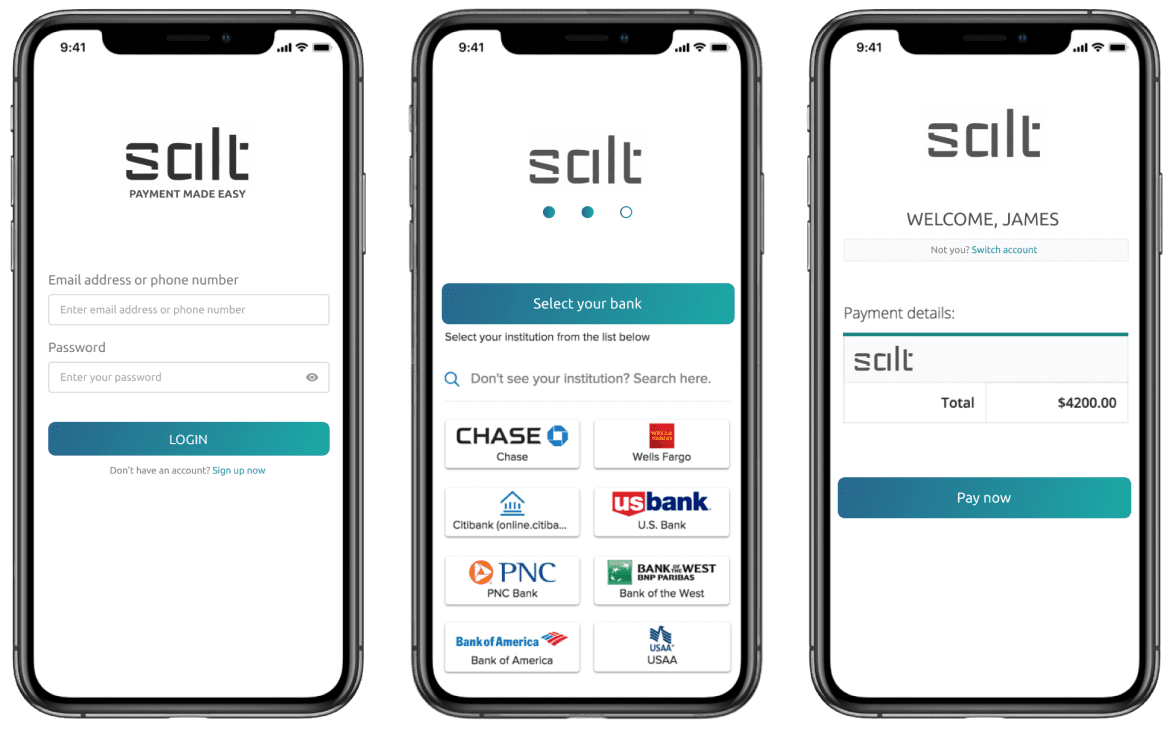 9:41
salt
PAYMENT MADE EASY
Email address or phone number
Enter email address or phone number
Password
Enter your password
LOGIN
Don't have an account? Sign up now
9:41
salt
Select your bank
Select your institution from the list below
Don't see your institution? Search here.
CHASE
Chase
WELLS FARGO
Wells Fargo
Citibank (online.citiba...
usbank.
U.S. Bank
PNC
PNC Bank
BANK OF THE WEST
BNP PARIBAS
Bank of the West
Bank of America
Bank of America
USAA
USAA
9:41
salt
WELCOME, JAMES
Not you? Switch account
Payment details:
salt
Total $4200.00
Pay now